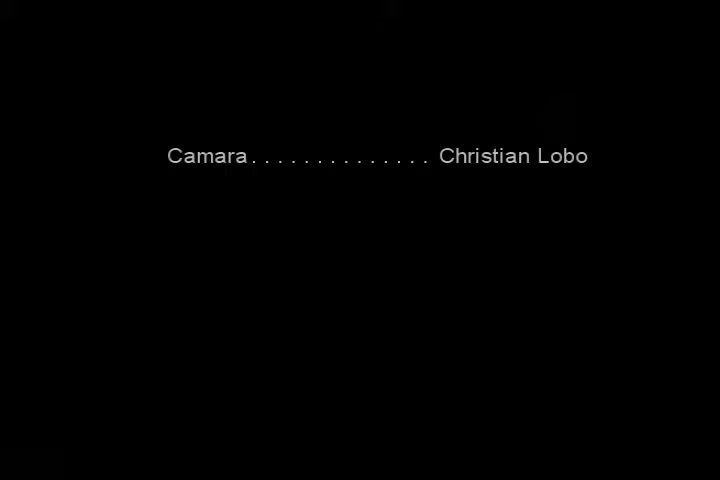 Camara. . . . . . . . . . . . . . Christian Lobo